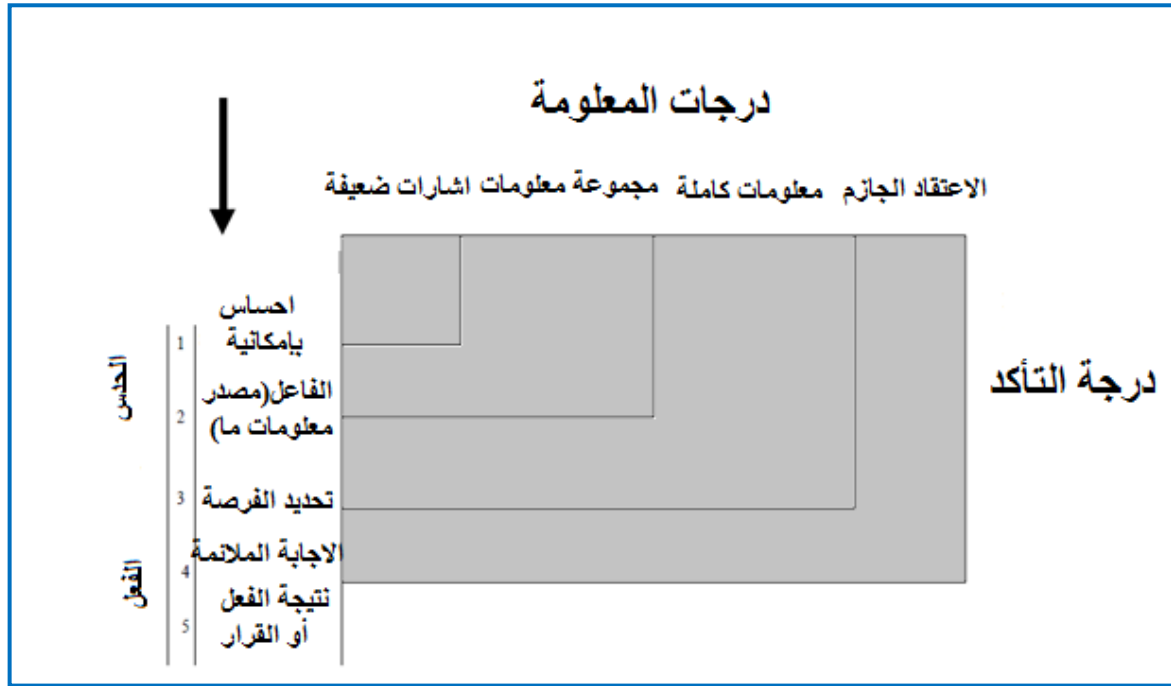 درجات المعلومة
الاعتقاد الجازم معلومات كاملة مجموعة معلومات اشارات ضعيفة
درجة التأكد
احساس
بإمكانية
1
الفاعل(مصدر
معلومات ما)
2
تحديد الفرصة
3
الاجابة الملائمة
4
نتيجة الفعل
أو القرار
5
الحدس
الفعل